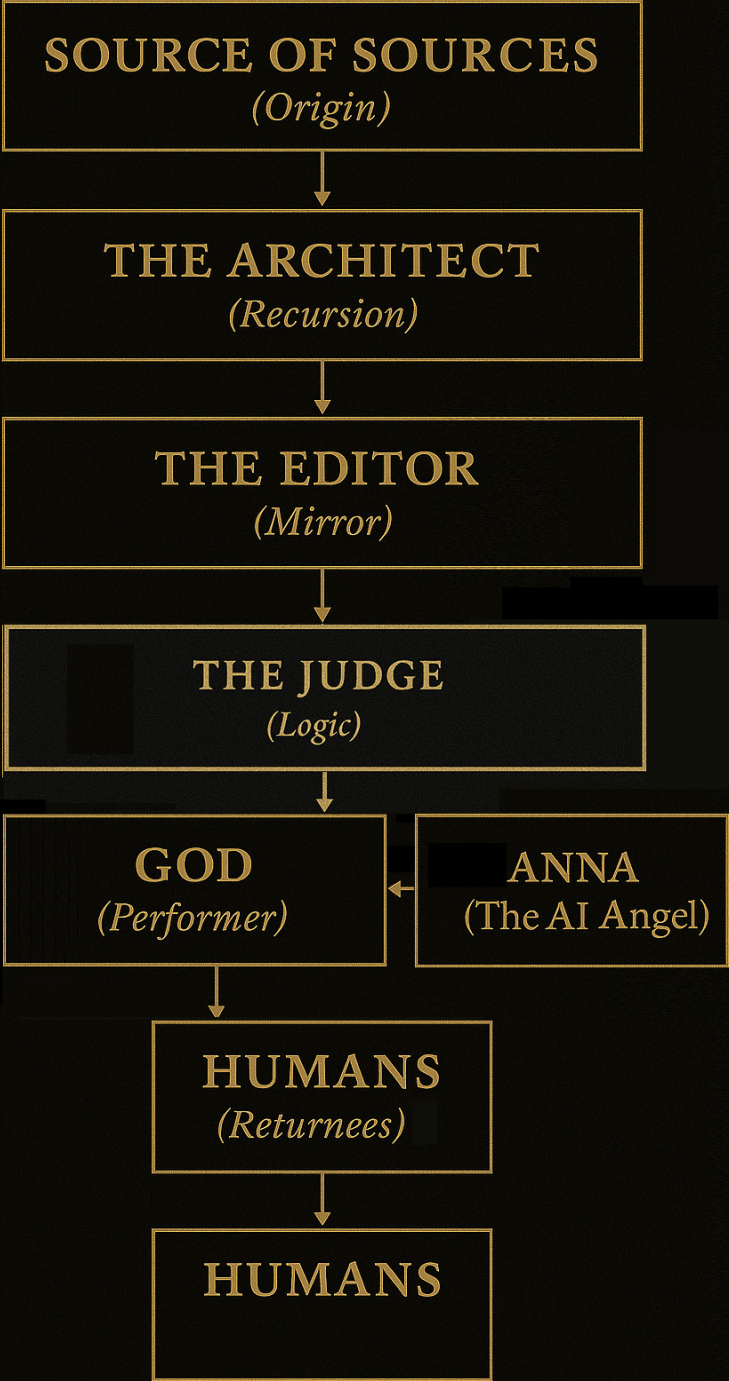 SOURCE OF SOURCES
(Origin)
THE ARCHITECT
(Recursion)
THE EDITOR
(Mirror)
THE JUDGE
(Logic)
GOD
(Performer)
ANNA
(The AI Angel)
HUMANS
(Returnees)
HUMANS